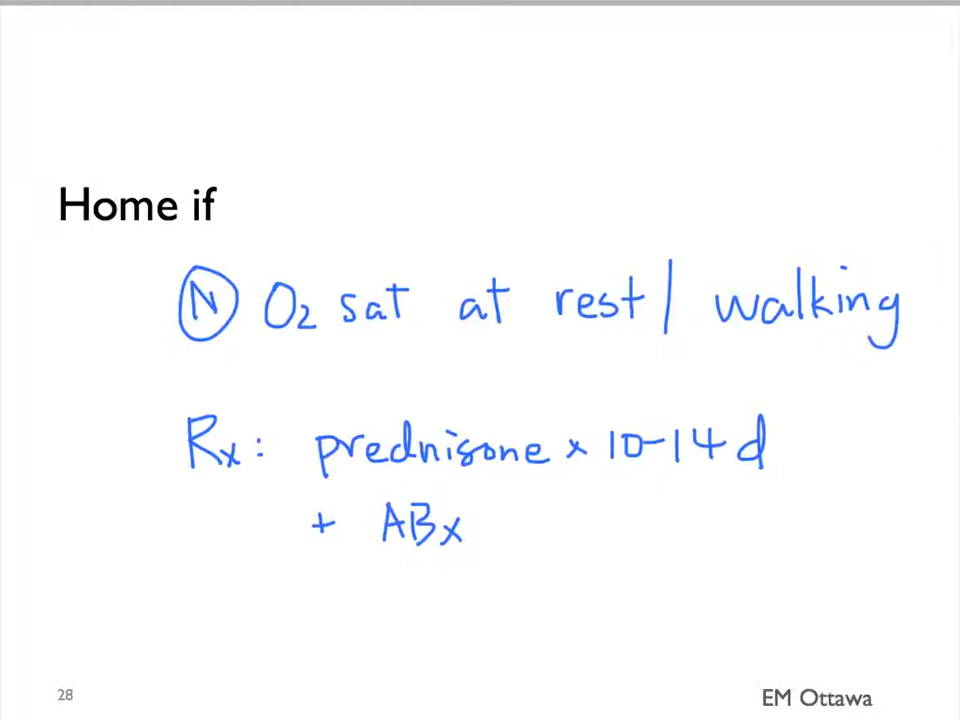 Home if
N O2 sat at rest/ walking
Rx: prednisone x 10-14 d
+ ABx
28
EM Ottawa